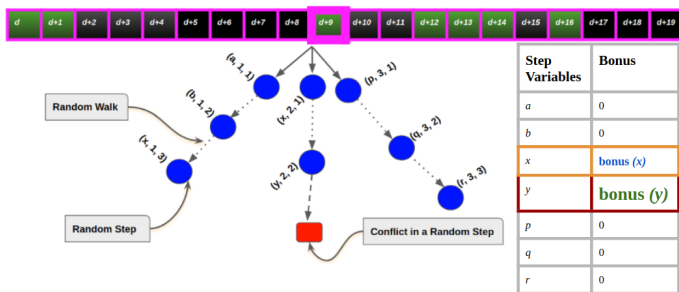 d d+1 d+2 d+3 d+4 d+5 d+6 d+7 d+8 d+9 d+10 d+11 d+12 d+13 d+14 d+15 d+16 d+17 d+18 d+19
(a, 1, 1)
(x, 2, 1)
(p, 3, 1)
Random Walk
(b, 1, 2)
(q, 3, 2)
(x, 1, 3)
(y, 2, 2)
(r, 3, 3)
Random Step
Conflict in a Random Step
Step Variables Bonus
a 0
b 0
x bonus (x)
y bonus (y)
p 0
q 0
r 0